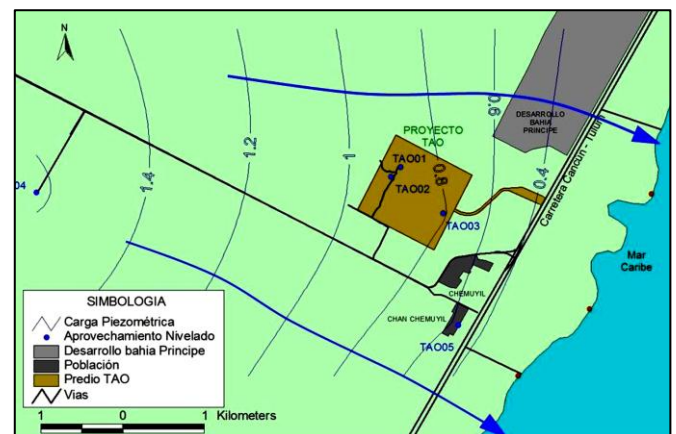 N
0.6
DESARROLLO
BAHIA
PRINCIPE
PROYECTO
TAO
1.4
1.2
1
0.8
0.4
TAO01
TAO02
TAO03
04
Carretera Cancún - Tulum
Mar
Caribe
CHEMUYIL
CHAN CHEMUYIL
TAO05
SIMBOLOGIA
Carga Piezométrica
Aprovechamiento Nivelado
Desarrollo bahia Principe
Población
Predio TAO
Vias
1 0 1 Kilometers